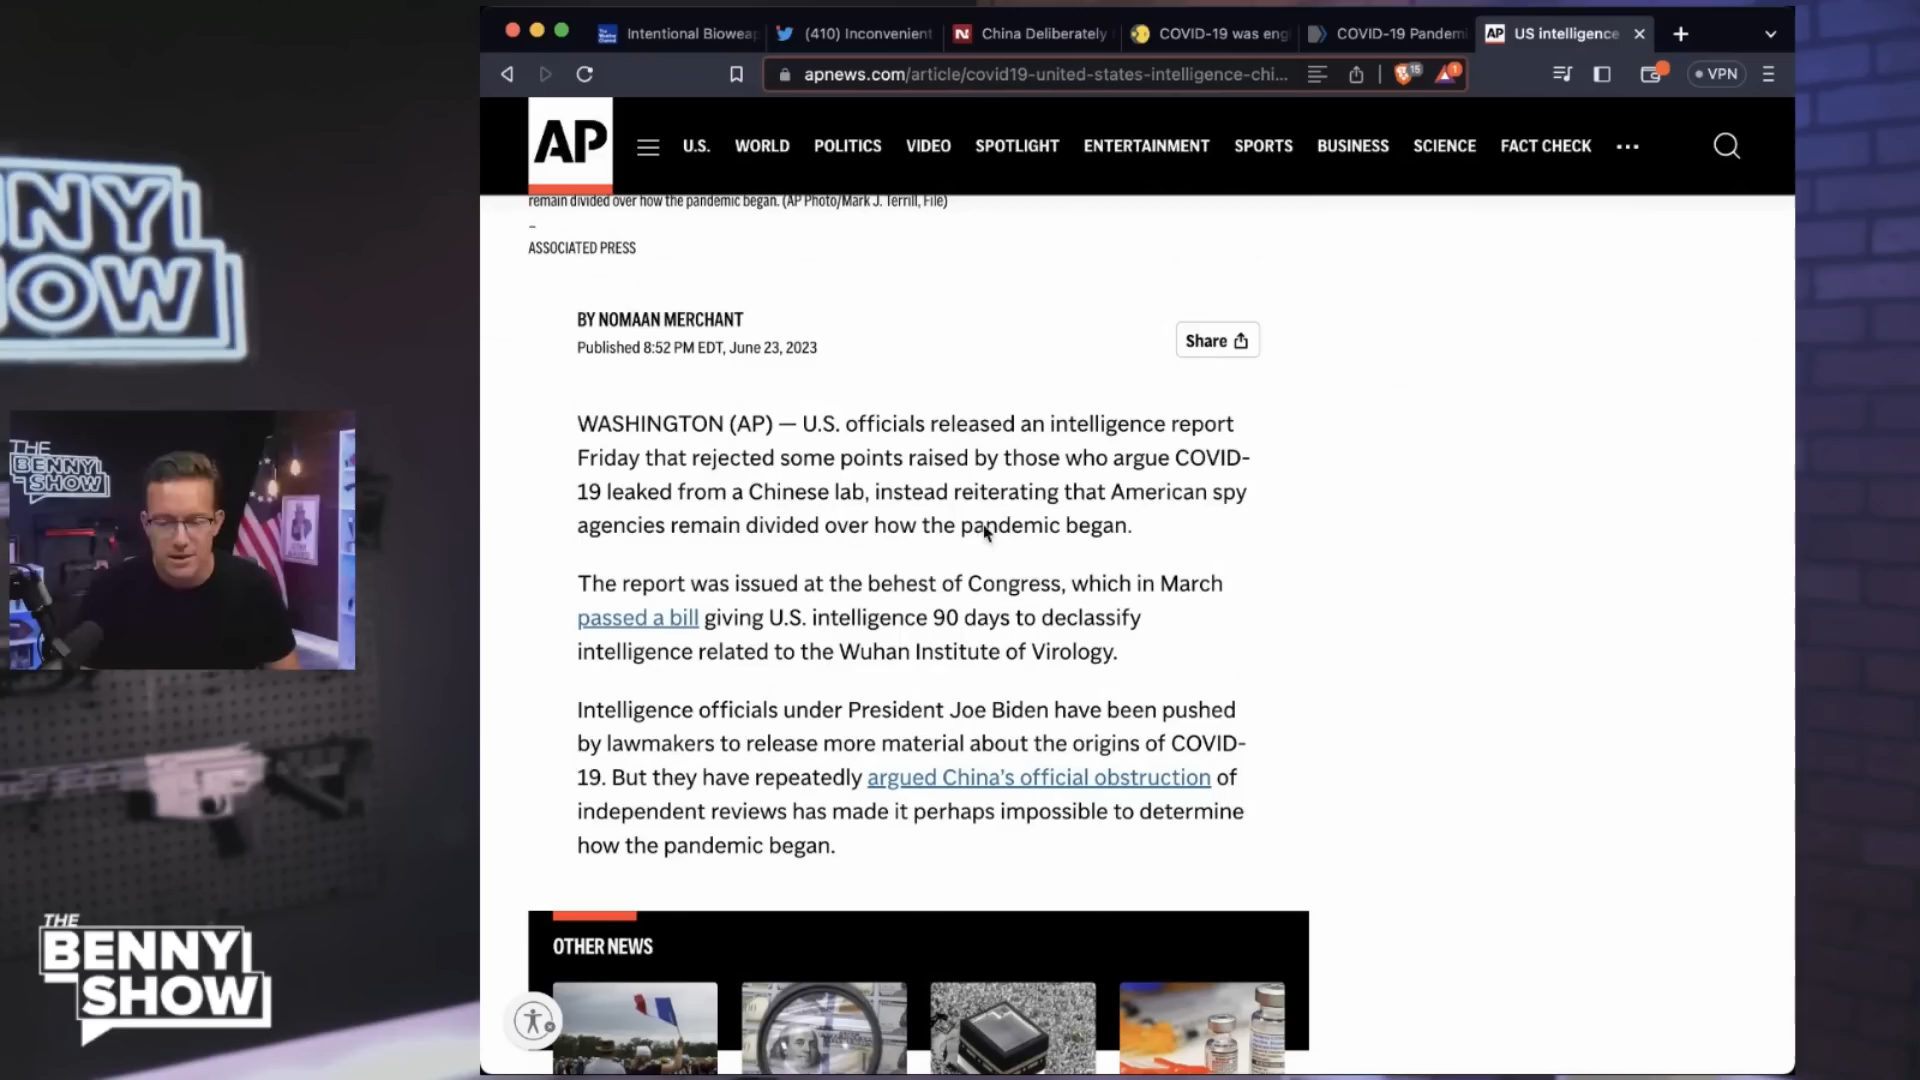 Intentional Bioweap
(410) Inconvenient
China Deliberately
COVID-19 was eng
COVID-19 Pandemi
AP
US intelligence
apnews.com/article/covid19-united-states-intelligence-chi...
15
1
VPN
AP
U.S.
WORLD
POLITICS
VIDEO
SPOTLIGHT
ENTERTAINMENT
SPORTS
BUSINESS
SCIENCE
FACT CHECK
remain divided over how the pandemic began. (AP Photo/Mark J. Terrill, File)
–
ASSOCIATED PRESS
BY NOMAAN MERCHANT
Published 8:52 PM EDT, June 23, 2023
Share
WASHINGTON (AP) — U.S. officials released an intelligence report
Friday that rejected some points raised by those who argue COVID-
19 leaked from a Chinese lab, instead reiterating that American spy
agencies remain divided over how the pandemic began.
The report was issued at the behest of Congress, which in March
passed a bill giving U.S. intelligence 90 days to declassify
intelligence related to the Wuhan Institute of Virology.
Intelligence officials under President Joe Biden have been pushed
by lawmakers to release more material about the origins of COVID-
19. But they have repeatedly argued China's official obstruction of
independent reviews has made it perhaps impossible to determine
how the pandemic began.
OTHER NEWS
NNY
OW
THE
BENNY
SHOW
THE
BENNY
SHOW